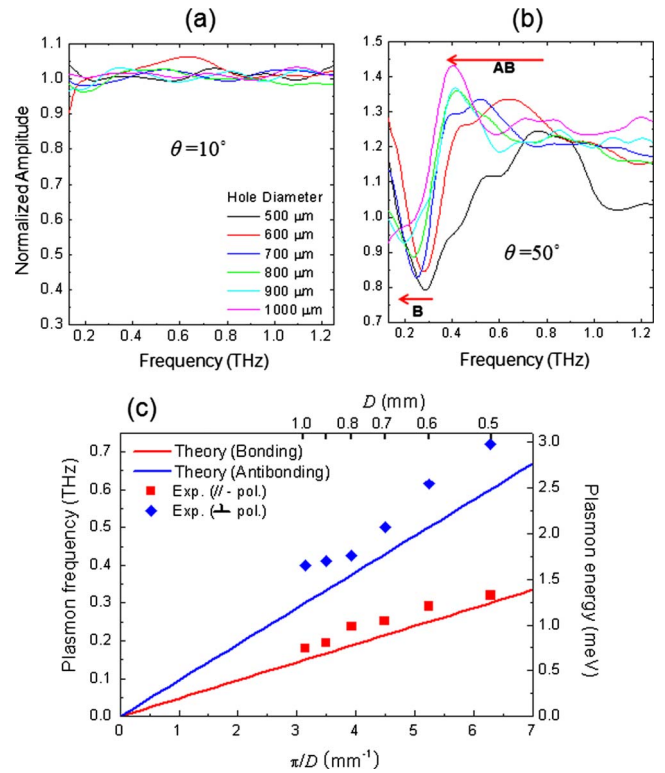 (a)
(b)
Normalized Amplitude
1.1
1.0
0.9
0.8
0.7
0.6
0.5
0.4
0.3
θ =10°
Hole Diameter
500 μm
600 μm
700 μm
800 μm
900 μm
1000 μm
0.2 0.4 0.6 0.8 1.0 1.2
Frequency (THz)
1.5
1.4
1.3
1.2
1.1
1.0
0.9
0.8
0.7
AB
B
θ =50°
0.2 0.4 0.6 0.8 1.0 1.2
Frequency (THz)
(c)
D (mm)
1.0 0.8 0.7 0.6 0.5
Plasmon frequency (THz)
0.7
0.6
0.5
0.4
0.3
0.2
0.1
0.0
Theory (Bonding)
Theory (Antibonding)
Exp. (// - pol.)
Exp. ( pol.)
3.0
2.5
2.0
1.5
1.0
0.5
0.0
Plasmon energy (meV)
0 1 2 3 4 5 6 7
π/D (mm⁻¹)